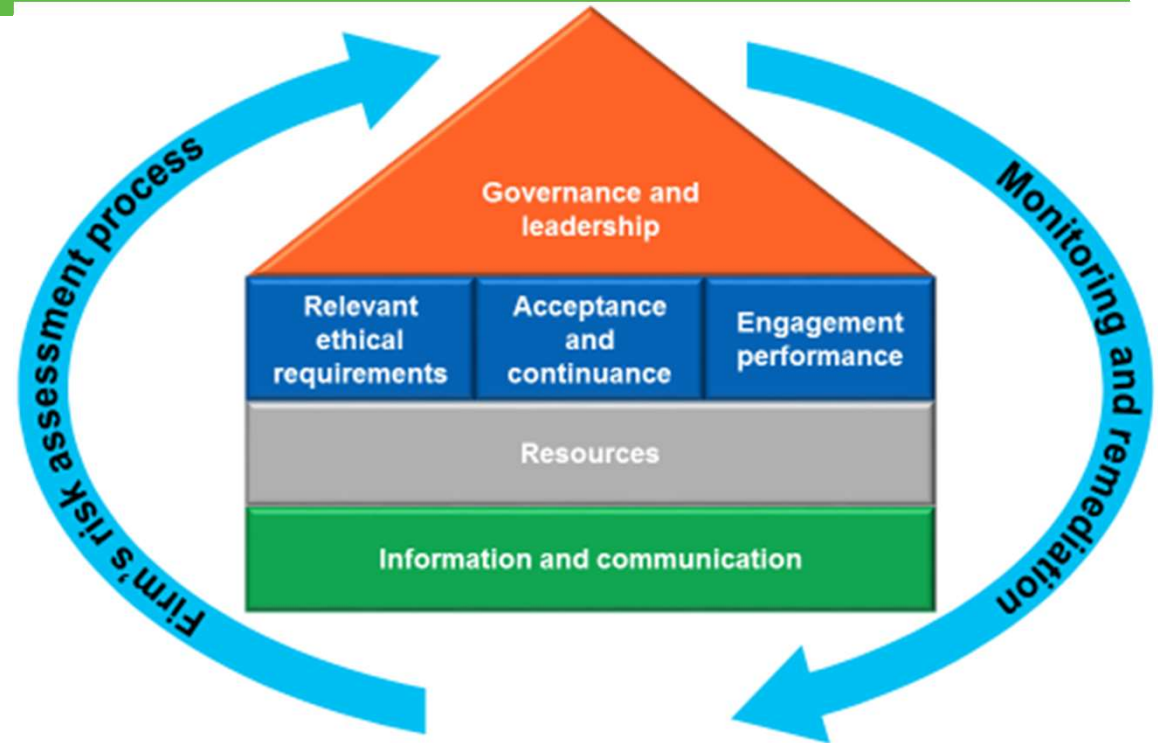 Governance and
leadership
Relevant
ethical
requirements
Acceptance
and
continuance
Engagement
performance
Resources
Information and communication
Firm's risk assessment process
Monitoring and remediation